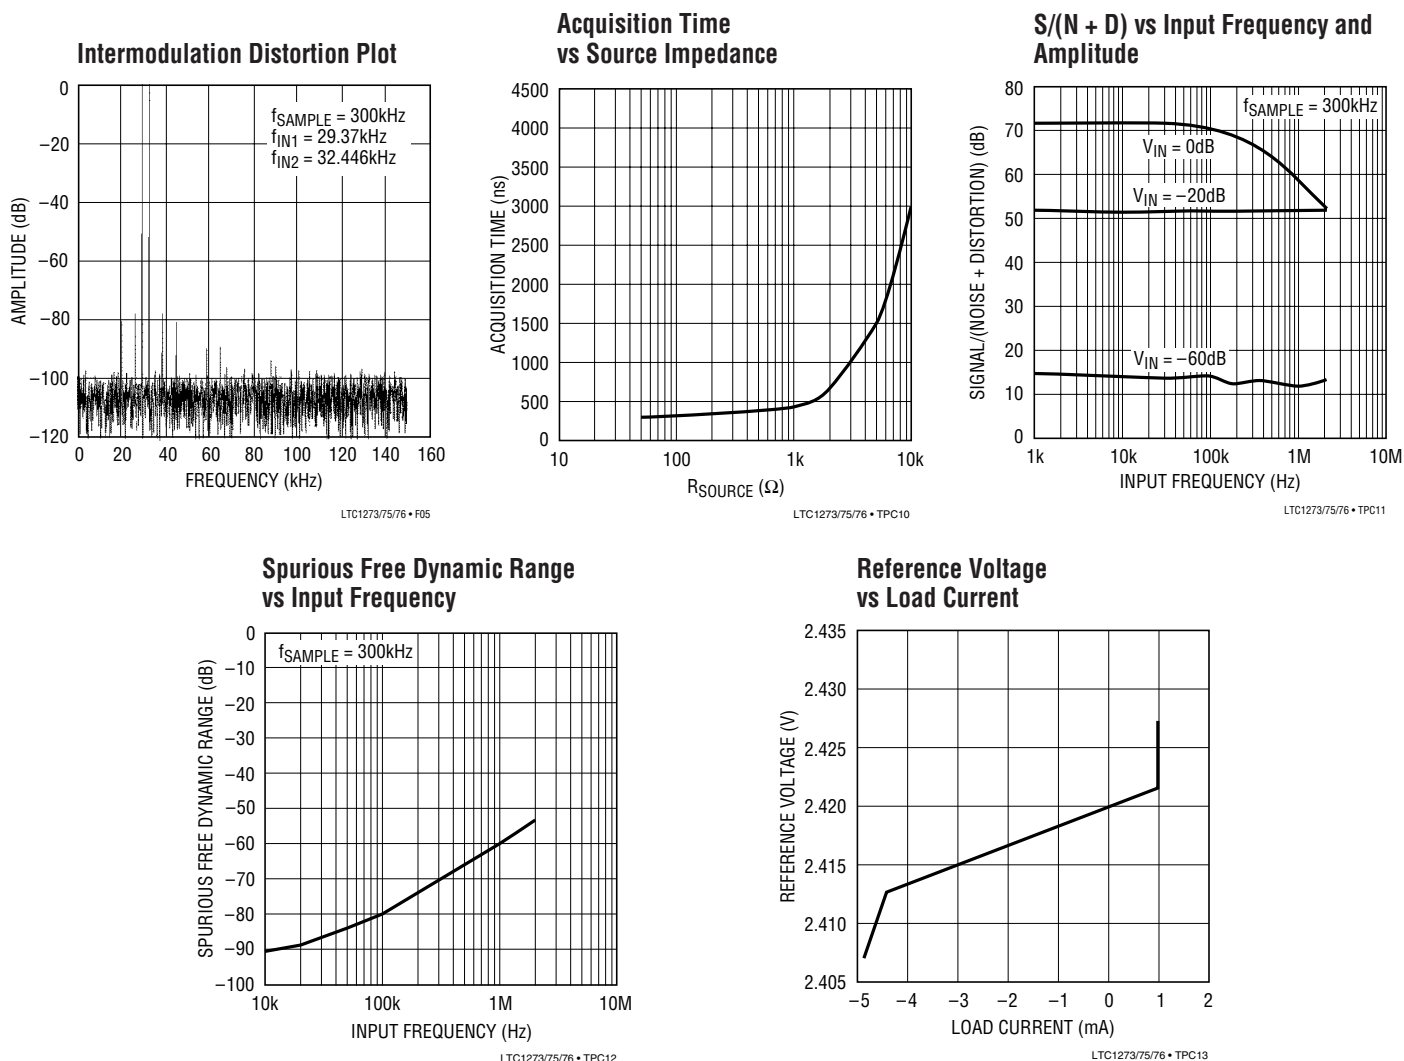 Intermodulation Distortion Plot
0
−20
−40
−60
−80
−100
−120
AMPLITUDE (dB)
fSAMPLE = 300kHz
fIN1 = 29.37kHz
fIN2 = 32.446kHz
0 20 40 60 80 100 120 140 160
FREQUENCY (kHz)
LTC1273/75/76 • F05
Acquisition Time
vs Source Impedance
4500
4000
3500
3000
2500
2000
1500
1000
500
0
ACQUISITION TIME (ns)
10 100 1k 10k
RSOURCE (Ω)
LTC1273/75/76 • TPC10
S/(N + D) vs Input Frequency and
Amplitude
80
70
60
50
40
30
20
10
0
SIGNAL/(NOISE + DISTORTION) (dB)
fSAMPLE = 300kHz
VIN = 0dB
VIN = −20dB
VIN = −60dB
1k 10k 100k 1M 10M
INPUT FREQUENCY (Hz)
LTC1273/75/76 • TPC11
Spurious Free Dynamic Range
vs Input Frequency
0
−10
−20
−30
−40
−50
−60
−70
−80
−90
−100
SPURIOUS FREE DYNAMIC RANGE (dB)
fSAMPLE = 300kHz
10k 100k 1M 10M
INPUT FREQUENCY (Hz)
LTC1273/75/76 • TPC12
Reference Voltage
vs Load Current
2.435
2.430
2.425
2.420
2.415
2.410
2.405
REFERENCE VOLTAGE (V)
−5 −4 −3 −2 −1 0 1 2
LOAD CURRENT (mA)
LTC1273/75/76 • TPC13